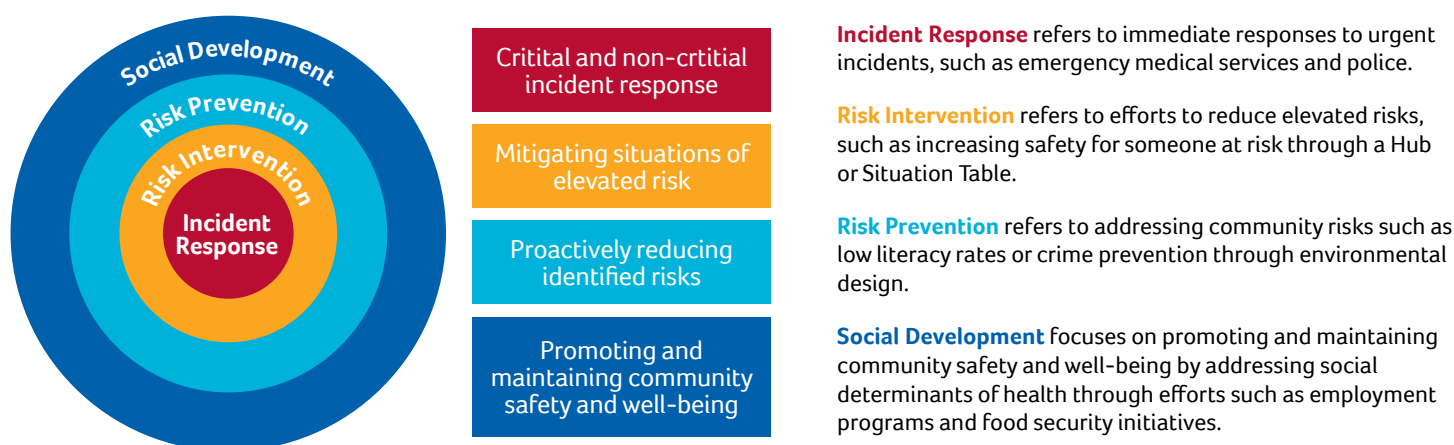 Social Development
Risk Prevention
Risk Intervention
Incident
Response
Critital and non-crtitial
incident response
Mitigating situations of
elevated risk
Proactively reducing
identified risks
Promoting and
maintaining community
safety and well-being
Incident Response refers to immediate responses to urgent
incidents, such as emergency medical services and police.
Risk Intervention refers to efforts to reduce elevated risks,
such as increasing safety for someone at risk through a Hub
or Situation Table.
Risk Prevention refers to addressing community risks such as
low literacy rates or crime prevention through environmental
design.
Social Development focuses on promoting and maintaining
community safety and well-being by addressing social
determinants of health through efforts such as employment
programs and food security initiatives.